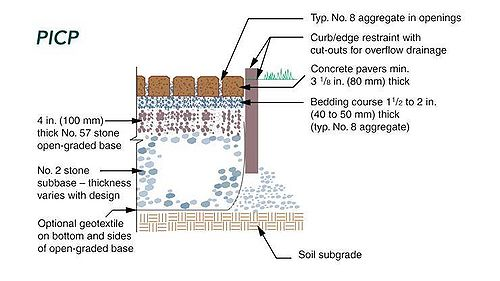 PICP
Typ. No. 8 aggregate in openings
Curb/edge restraint with
cut-outs for overflow drainage
Concrete pavers min.
3 1/8 in. (80 mm) thick
Bedding course 1 1/2 to 2 in.
(40 to 50 mm) thick
(typ. No. 8 aggregate)
4 in. (100 mm)
thick No. 57 stone
open-graded base
No. 2 stone
subbase – thickness
varies with design
Optional geotextile
on bottom and sides
of open-graded base
Soil subgrade